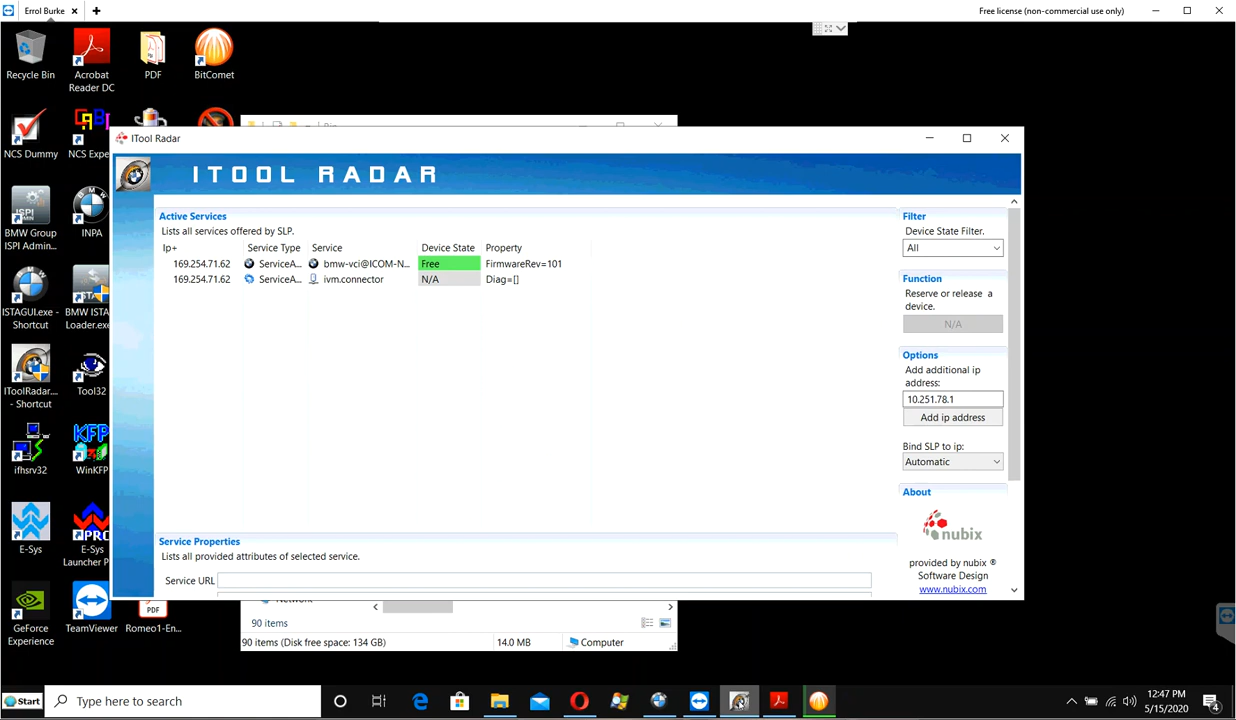 Errol Burke
Free license (non-commercial use only)
Recycle Bin
Acrobat
Reader DC
PDF
BitComet
NCS Dummy
NCS Expe
BMW Group
ISPI Admin...
INPA
ISTAGUI.exe -
Shortcut
BMW ISTA
Loader.exe
IToolRadar....
- Shortcut
Tool32
ifhsrv32
WinKFP
E-Sys
E-Sys
Launcher P
GeForce
Experience
TeamViewer
Romeo1-En...
ITool Radar
ITOOL RADAR
Active Services
Lists all services offered by SLP.
Ip+ Service Type Service Device State Property
169.254.71.62 ServiceA... bmw-vci@ICOM-N... Free FirmwareRev=101
169.254.71.62 ServiceA... ivm.connector N/A Diag=[]
Service Properties
Lists all provided attributes of selected service.
Service URL
Filter
Device State Filter.
All
Function
Reserve or release a
device.
N/A
Options
Add additional ip
address:
10.251.78.1
Add ip address
Bind SLP to ip:
Automatic
About
nubix
provided by nubix ®
Software Design
www.nubix.com
Network
90 items
90 items (Disk free space: 134 GB) 14.0 MB Computer
Start
Type here to search
12:47 PM
5/15/2020
4